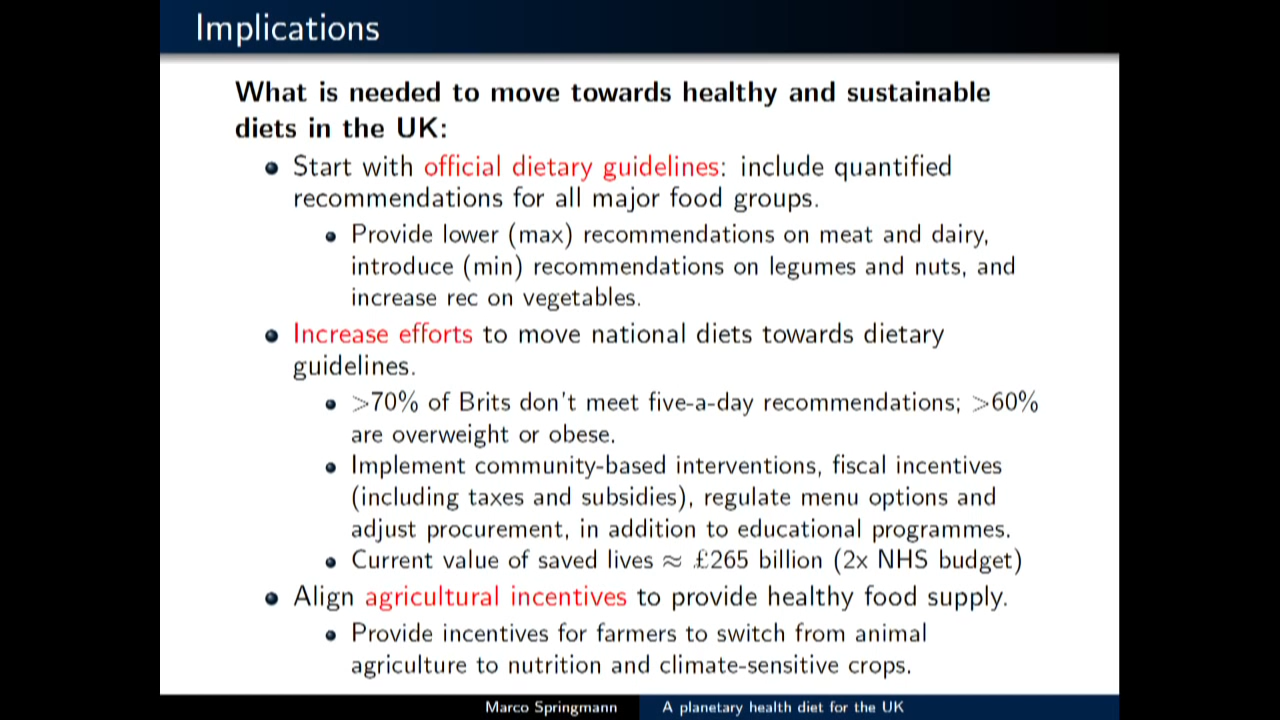 Implications
What is needed to move towards healthy and sustainable
diets in the UK:
Start with official dietary guidelines: include quantified
recommendations for all major food groups.
Provide lower (max) recommendations on meat and dairy,
introduce (min) recommendations on legumes and nuts, and
increase rec on vegetables.
Increase efforts to move national diets towards dietary
guidelines.
>70% of Brits don't meet five-a-day recommendations; >60%
are overweight or obese.
Implement community-based interventions, fiscal incentives
(including taxes and subsidies), regulate menu options and
adjust procurement, in addition to educational programmes.
Current value of saved lives ≈ £265 billion (2x NHS budget)
Align agricultural incentives to provide healthy food supply.
Provide incentives for farmers to switch from animal
agriculture to nutrition and climate-sensitive crops.
Marco Springmann A planetary health diet for the UK